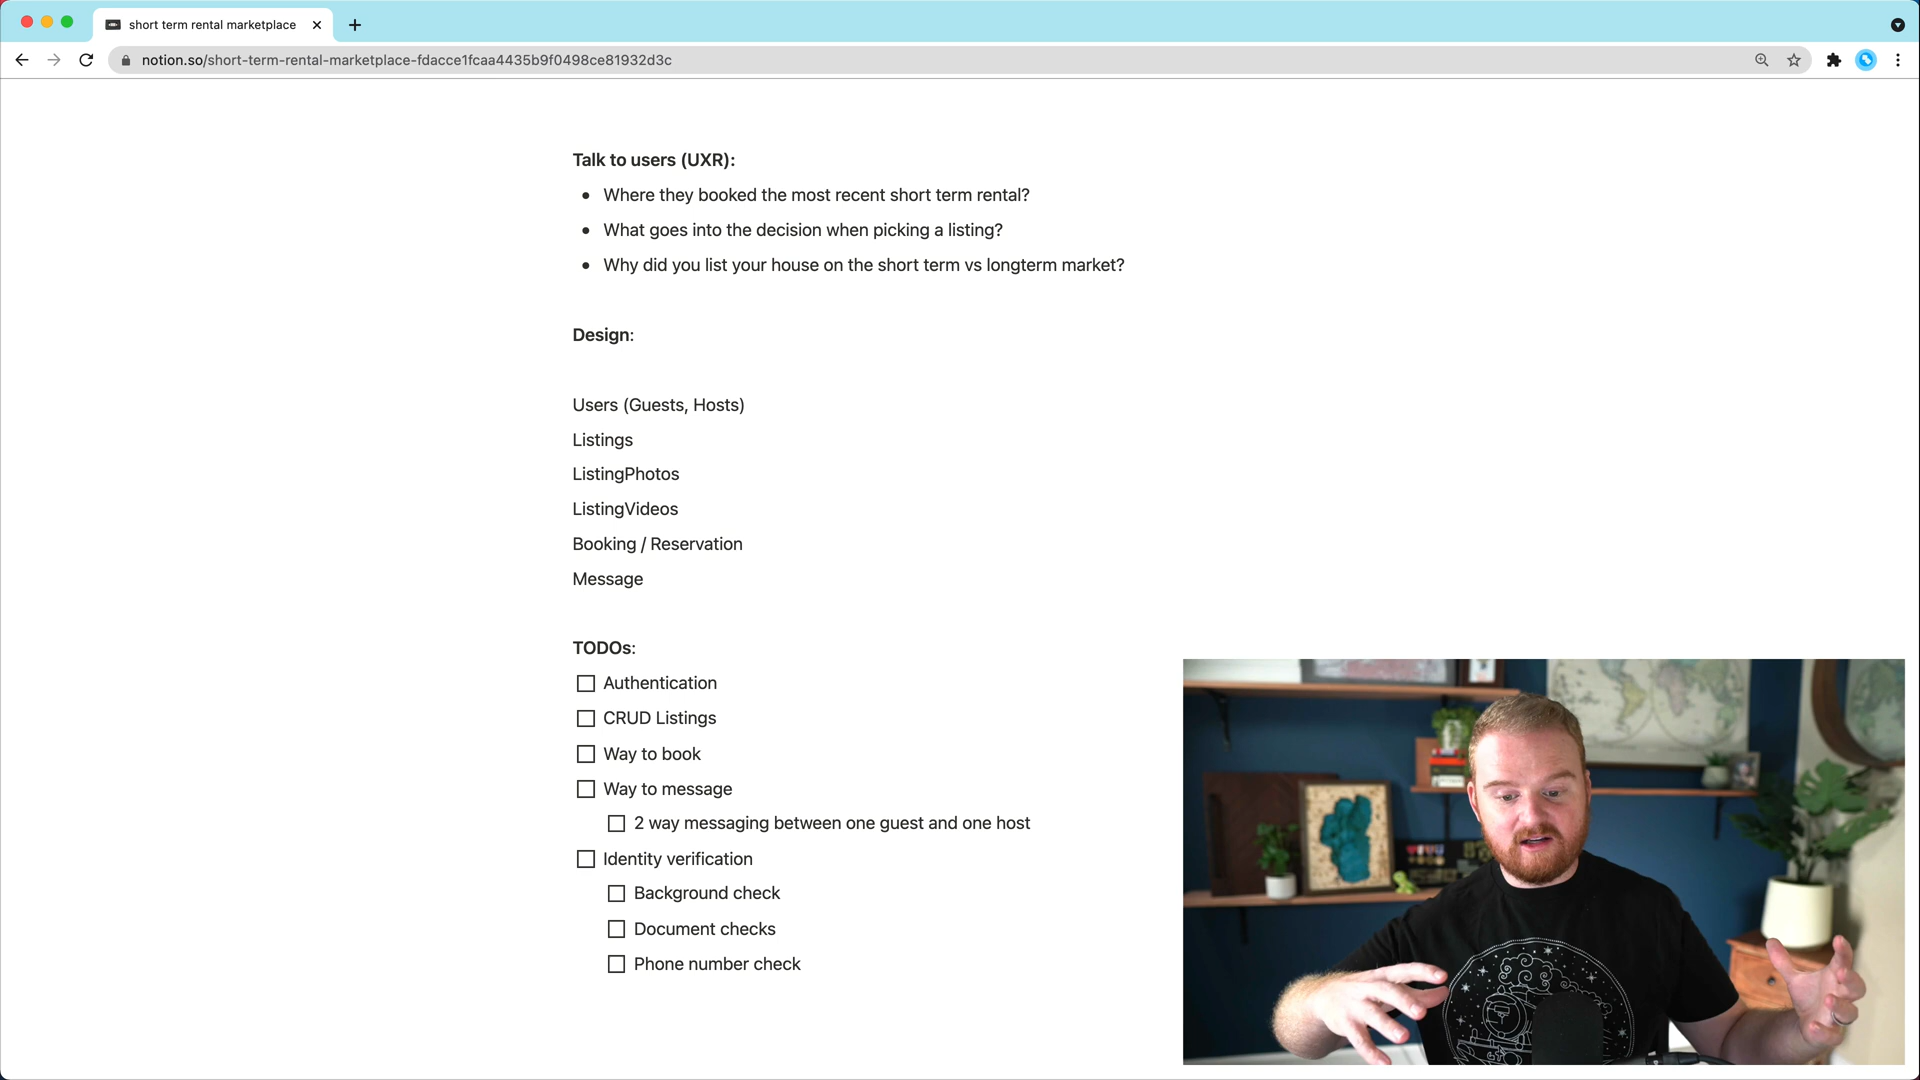 short term rental marketplace
notion.so/short-term-rental-marketplace-fdacce1fcaa4435b9f0498ce81932d3c
Talk to users (UXR):
• Where they booked the most recent short term rental?
• What goes into the decision when picking a listing?
• Why did you list your house on the short term vs longterm market?
Design:
Users (Guests, Hosts)
Listings
ListingPhotos
ListingVideos
Booking / Reservation
Message
TODOs:
Authentication
CRUD Listings
Way to book
Way to message
2 way messaging between one guest and one host
Identity verification
Background check
Document checks
Phone number check